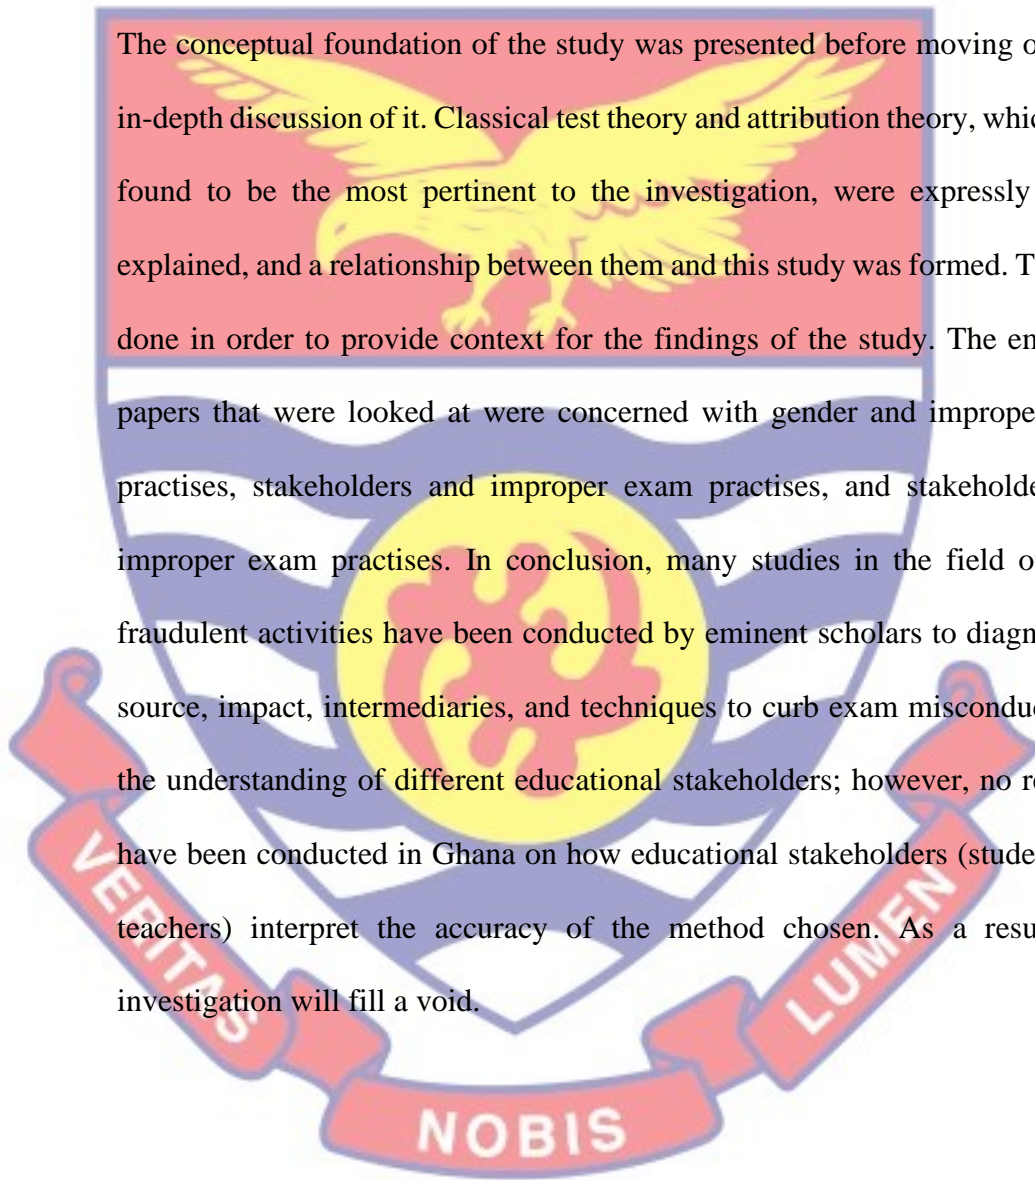 The conceptual foundation of the study was presented before moving o
in-depth discussion of it. Classical test theory and attribution theory, whic
found to be the most pertinent to the investigation, were expressly
explained, and a relationship between them and this study was formed. T
done in order to provide context for the findings of the study. The en
papers that were looked at were concerned with gender and imprope
practises, stakeholders and improper exam practises, and stakeholde
improper exam practises. In conclusion, many studies in the field o
fraudulent activities have been conducted by eminent scholars to diagn
source, impact, intermediaries, and techniques to curb exam misconduc
the understanding of different educational stakeholders; however, no r
have been conducted in Ghana on how educational stakeholders (stude
teachers) interpret the accuracy of the method chosen. As a resu
investigation will fill a void.
VERITAS
NOBIS
LUMEN